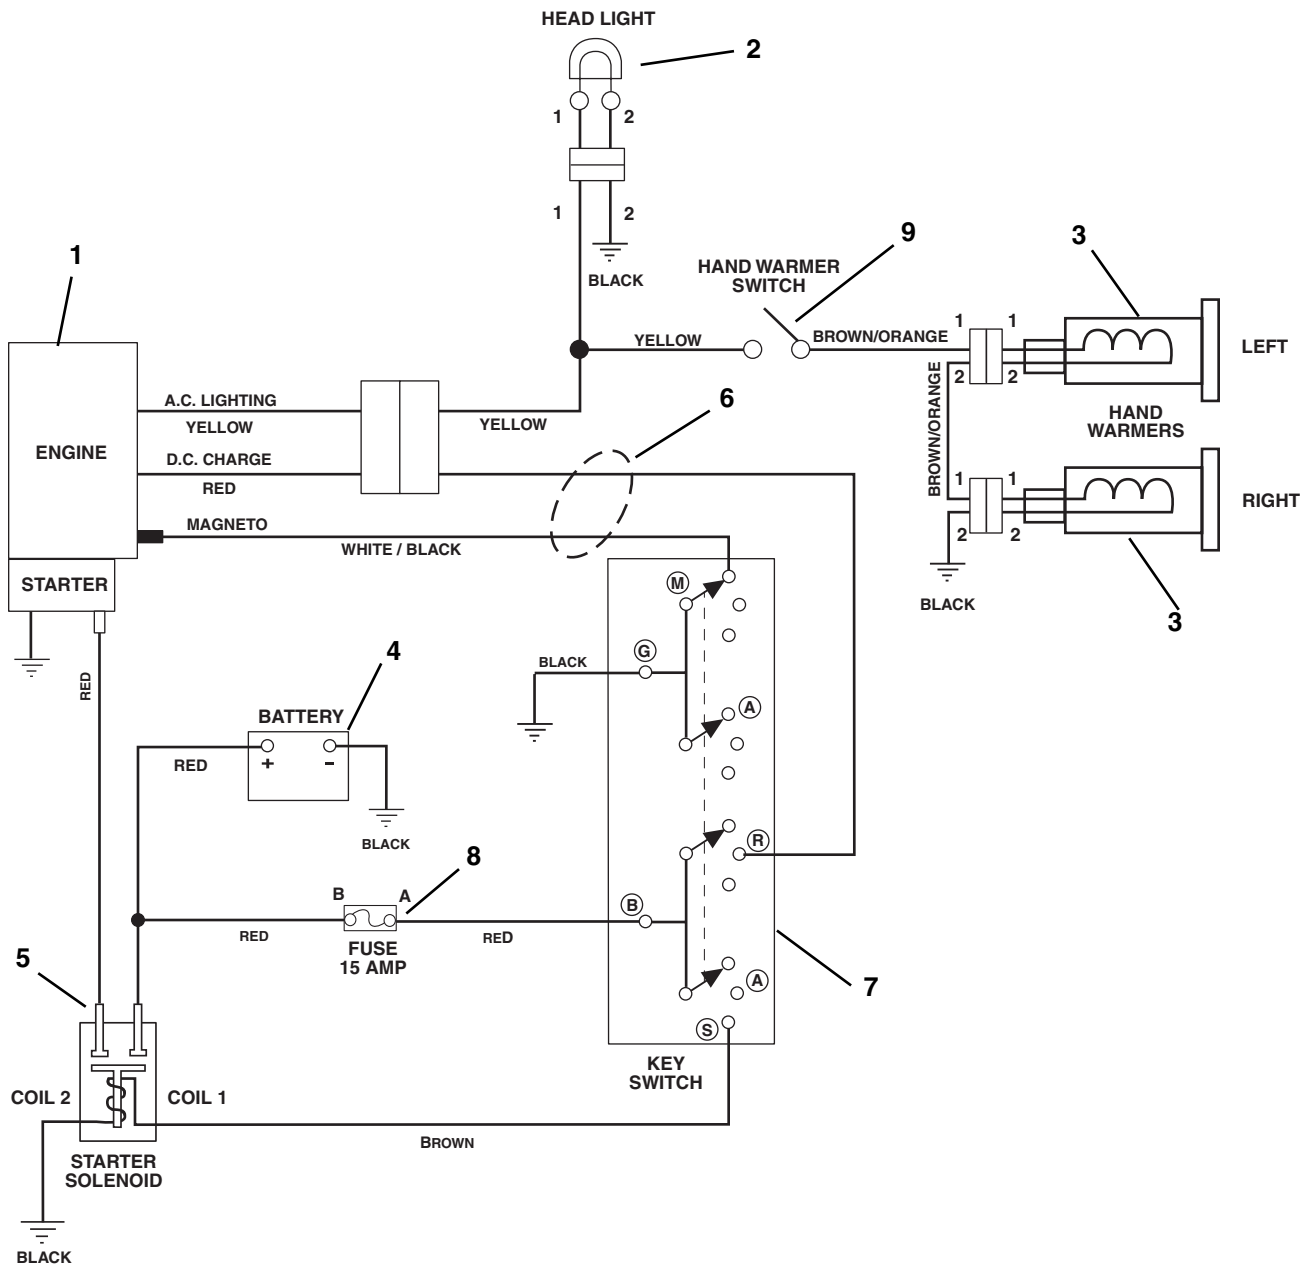 HEAD LIGHT
2
1
2
1
2
BLACK
1
9
3
HAND WARMER
SWITCH
YELLOW
BROWN/ORANGE
1
1
LEFT
2
2
BROWN/ORANGE
HAND
WARMERS
A.C. LIGHTING
YELLOW
YELLOW
6
ENGINE
D.C. CHARGE
RED
MAGNETO
WHITE / BLACK
1
1
RIGHT
2
2
BLACK
3
STARTER
M
G
BLACK
RED
4
A
BATTERY
+
-
RED
BLACK
R
8
B
A
B
RED
RED
FUSE
15 AMP
5
A
7
S
KEY
SWITCH
COIL 2
COIL 1
BROWN
STARTER
SOLENOID
BLACK